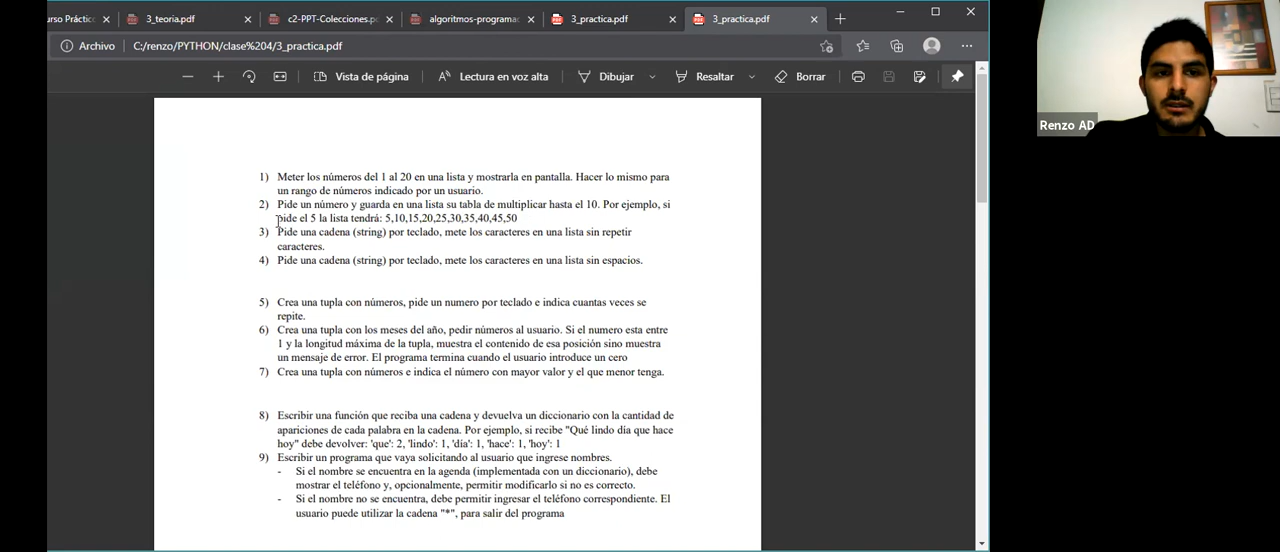 urso Práctic
3_teoria.pdf
c2-PPT-Colecciones.pd
algoritmos-programac
3_practica.pdf
3_practica.pdf
Archivo
C:/renzo/PYTHON/clase%204/3_practica.pdf
Vista de página
Lectura en voz alta
Dibujar
Resaltar
Borrar
Renzo AD
1) Meter los números del 1 al 20 en una lista y mostrarla en pantalla. Hacer lo mismo para
un rango de números indicado por un usuario.
2) Pide un número y guarda en una lista su tabla de multiplicar hasta el 10. Por ejemplo, si
pide el 5 la lista tendrá: 5,10,15,20,25,30,35,40,45,50
3) Pide una cadena (string) por teclado, mete los caracteres en una lista sin repetir
caracteres.
4) Pide una cadena (string) por teclado, mete los caracteres en una lista sin espacios.
5) Crea una tupla con números, pide un numero por teclado e indica cuantas veces se
repite.
6) Crea una tupla con los meses del año, pedir números al usuario. Si el numero esta entre
1 y la longitud máxima de la tupla, muestra el contenido de esa posición sino muestra
un mensaje de error. El programa termina cuando el usuario introduce un cero
7) Crea una tupla con números e indica el número con mayor valor y el que menor tenga.
8) Escribir una función que reciba una cadena y devuelva un diccionario con la cantidad de
apariciones de cada palabra en la cadena. Por ejemplo, si recibe "Qué lindo día que hace
hoy" debe devolver: 'que': 2, 'lindo': 1, 'día': 1, 'hace': 1, 'hoy': 1
9) Escribir un programa que vaya solicitando al usuario que ingrese nombres.
- Si el nombre se encuentra en la agenda (implementada con un diccionario), debe
mostrar el teléfono y, opcionalmente, permitir modificarlo si no es correcto.
- Si el nombre no se encuentra, debe permitir ingresar el teléfono correspondiente. El
usuario puede utilizar la cadena "*", para salir del programa